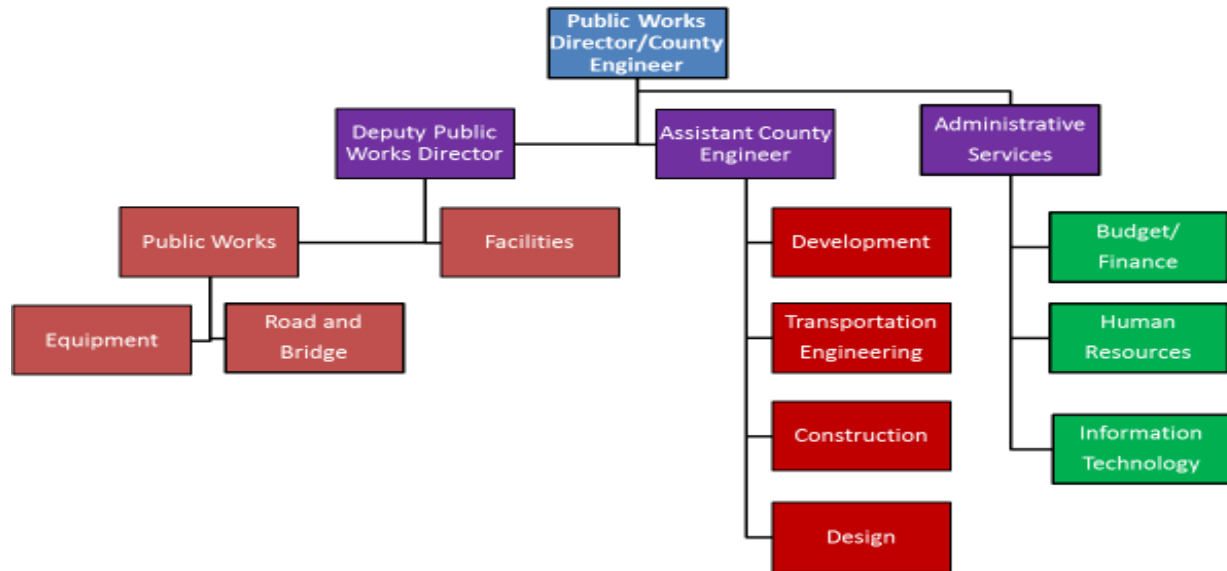 Public Works
Director/County
Engineer
Deputy Public
Works Director
Assistant County
Engineer
Administrative
Services
Public Works
Facilities
Development
Budget/
Finance
Equipment
Road and
Bridge
Transportation
Engineering
Human
Resources
Construction
Information
Technology
Design